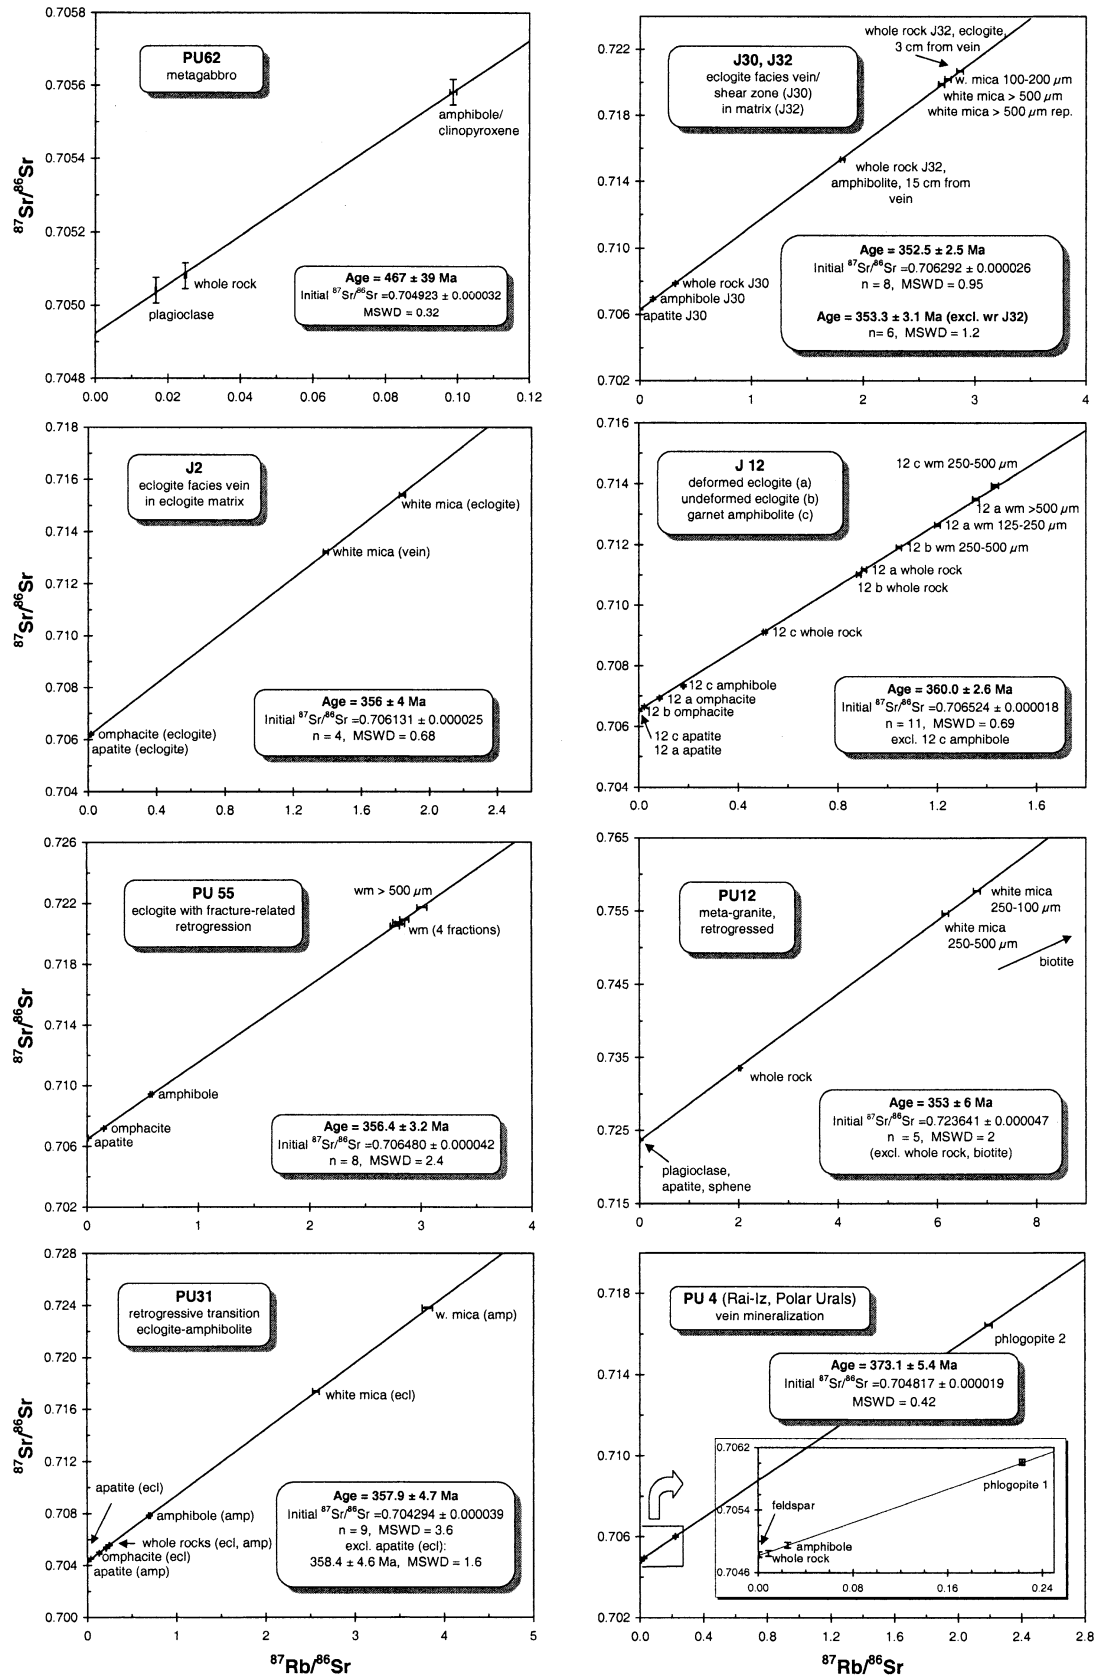 PU62
metagabbro
0.7058
0.7056
0.7054
0.7052
0.7050
0.7048
87Sr/86Sr
amphibole/
clinopyroxene
whole rock
plagioclase
Age = 467 ± 39 Ma
Initial 87Sr/86Sr =0.704923 ± 0.000032
MSWD = 0.32
0.00 0.02 0.04 0.06 0.08 0.10 0.12
J30, J32
eclogite facies vein/
shear zone (J30)
in matrix (J32)
0.722
0.718
0.714
0.710
0.706
0.702
whole rock J32, eclogite,
3 cm from vein
w. mica 100-200 μm
white mica > 500 μm
white mica > 500 μm rep.
whole rock J32,
amphibolite, 15 cm from
vein
whole rock J30
amphibole J30
apatite J30
Age = 352.5 ± 2.5 Ma
Initial 87Sr/86Sr =0.706292 ± 0.000026
n = 8, MSWD = 0.95
Age = 353.3 ± 3.1 Ma (excl. wr J32)
n= 6, MSWD = 1.2
0 1 2 3 4
J2
eclogite facies vein
in eclogite matrix
0.718
0.716
0.714
0.712
0.710
0.708
0.706
0.704
87Sr/86Sr
white mica (eclogite)
white mica (vein)
omphacite (eclogite)
apatite (eclogite)
Age = 356 ± 4 Ma
Initial 87Sr/86Sr =0.706131 ± 0.000025
n = 4, MSWD = 0.68
0.0 0.4 0.8 1.2 1.6 2.0 2.4
J 12
deformed eclogite (a)
undeformed eclogite (b)
garnet amphibolite (c)
0.716
0.714
0.712
0.710
0.708
0.706
0.704
12 c wm 250-500 μm
12 a wm >500 μm
12 a wm 125-250 μm
12 b wm 250-500 μm
12 a whole rock
12 b whole rock
12 c whole rock
12 c amphibole
12 a omphacite
12 b omphacite
12 c apatite
12 a apatite
Age = 360.0 ± 2.6 Ma
Initial 87Sr/86Sr =0.706524 ± 0.000018
n = 11, MSWD = 0.69
excl. 12 c amphibole
0.0 0.4 0.8 1.2 1.6
PU 55
eclogite with fracture-related
retrogression
0.726
0.722
0.718
0.714
0.710
0.706
0.702
87Sr/86Sr
wm > 500 μm
wm (4 fractions)
amphibole
omphacite
apatite
Age = 356.4 ± 3.2 Ma
Initial 87Sr/86Sr =0.706480 ± 0.000042
n = 8, MSWD = 2.4
0 1 2 3 4
PU12
meta-granite,
retrogressed
0.765
0.755
0.745
0.735
0.725
0.715
white mica
250-100 μm
white mica
250-500 μm
biotite
whole rock
plagioclase,
apatite, sphene
Age = 353 ± 6 Ma
Initial 87Sr/86Sr =0.723641 ± 0.000047
n = 5, MSWD = 2
(excl. whole rock, biotite)
0 2 4 6 8
PU31
retrogressive transition
eclogite-amphibolite
0.728
0.724
0.720
0.716
0.712
0.708
0.704
0.700
87Sr/86Sr
w. mica (amp)
white mica (ecl)
apatite (ecl)
amphibole (amp)
whole rocks (ecl, amp)
omphacite (ecl)
apatite (amp)
Age = 357.9 ± 4.7 Ma
Initial 87Sr/86Sr =0.704294 ± 0.000039
n = 9, MSWD = 3.6
excl. apatite (ecl):
358.4 ± 4.6 Ma, MSWD = 1.6
0 1 2 3 4 5
87Rb/86Sr
PU 4 (Rai-Iz, Polar Urals)
vein mineralization
0.718
0.714
0.710
0.706
0.702
phlogopite 2
Age = 373.1 ± 5.4 Ma
Initial 87Sr/86Sr =0.704817 ± 0.000019
MSWD = 0.42
0.7062
0.7054
0.7046
phlogopite 1
feldspar
amphibole
whole rock
0.00 0.08 0.16 0.24
0.0 0.4 0.8 1.2 1.6 2.0 2.4 2.8
87Rb/86Sr